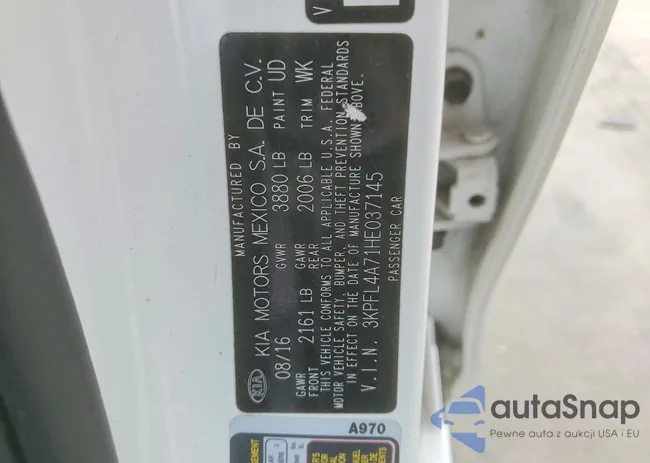 V
MANUFACTURED BY
KIA KIA MOTORS MEXICO S.A. DE C.V.
08/16 GVWR 3880 LB PAINT UD
GAWR FRONT 2161 LB GAWR REAR 2006 LB TRIM WK
THIS VEHICLE CONFORMS TO ALL APPLICABLE U.S.A. FEDERAL
MOTOR VEHICLE SAFETY, BUMPER, AND THEFT PREVENTION STANDARDS
IN EFFECT ON THE DATE OF MANUFACTURE SHOWN ABOVE.
V.I.N. 3KPFL4A71HE037145
PASSENGER CAR
A970
autaSnap
Pewne auta z aukcji USA i EU